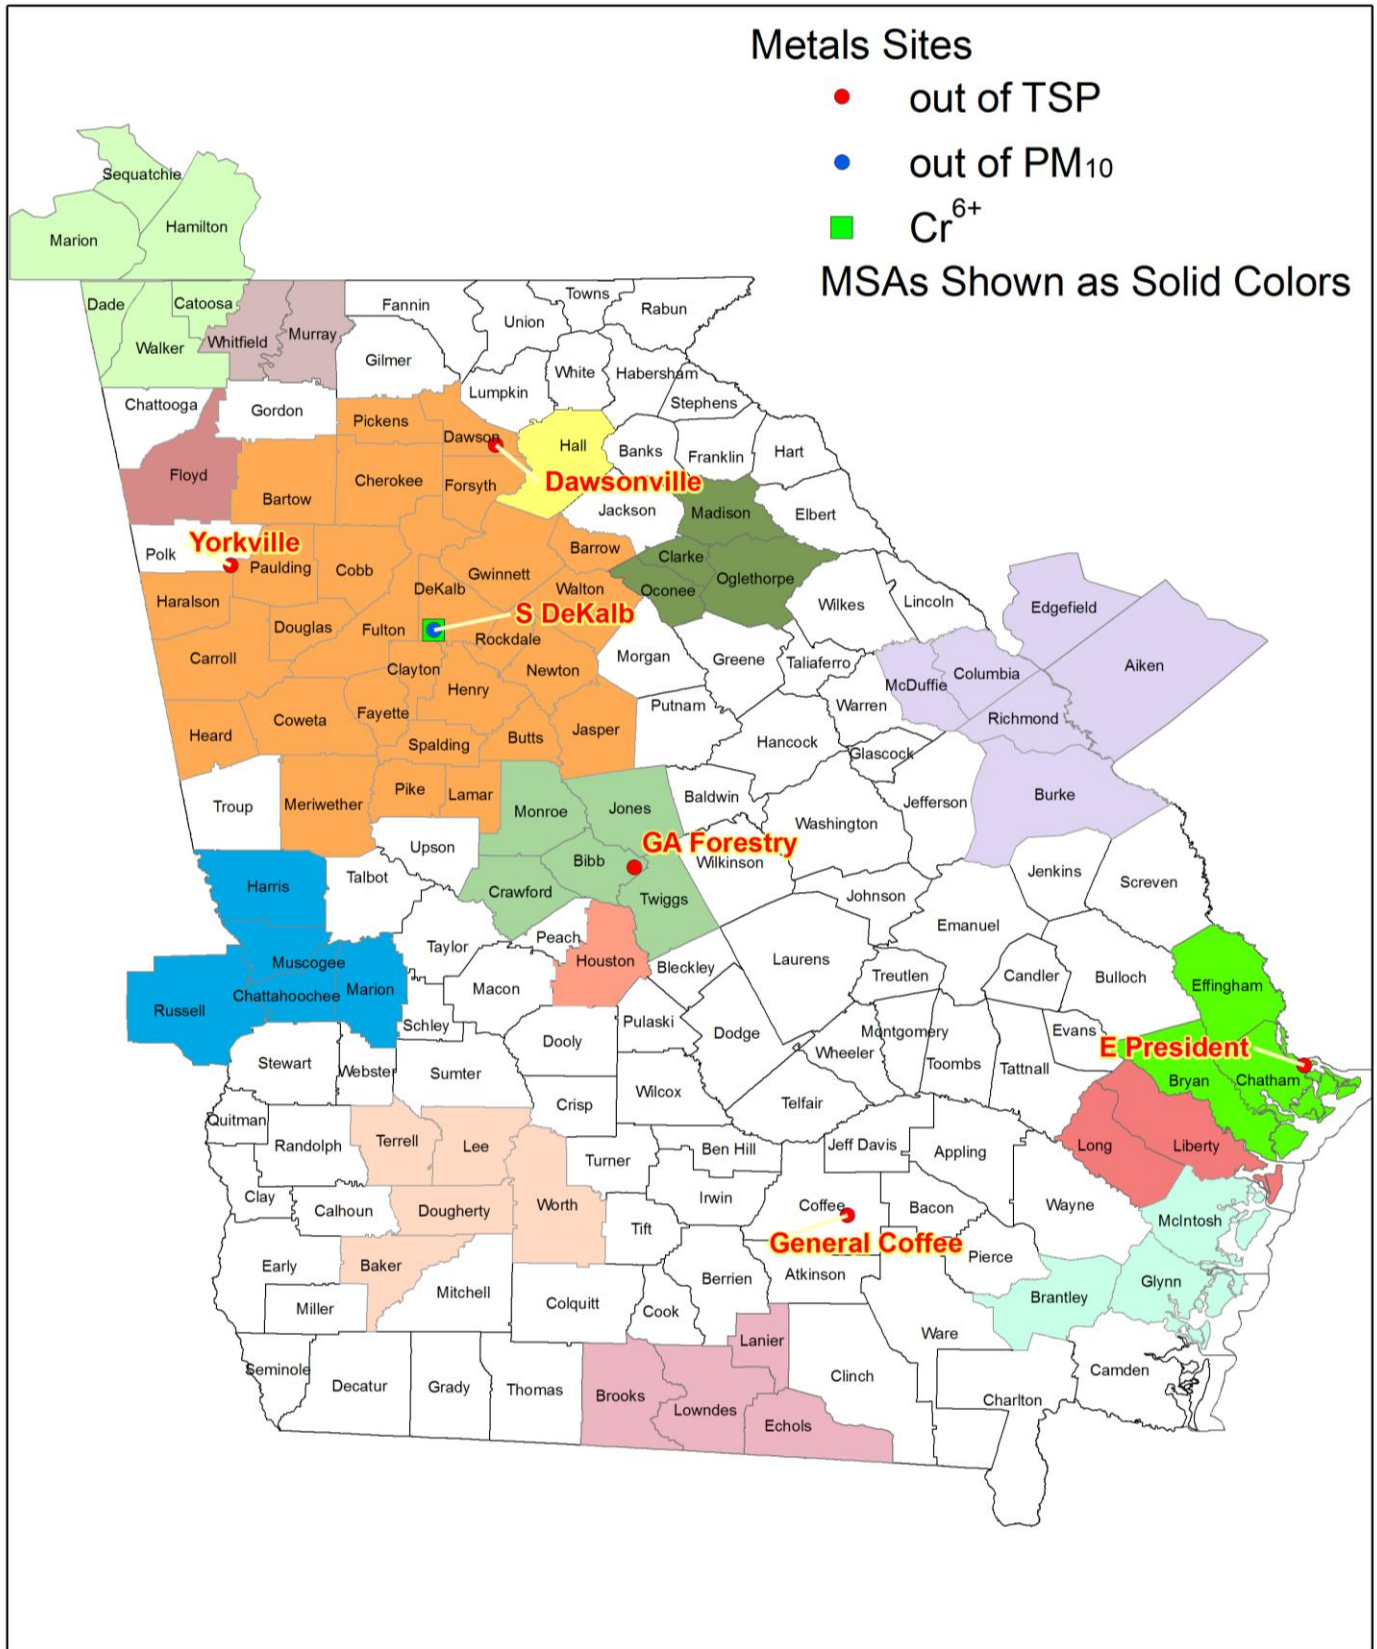 Metals Sites
out of TSP
out of PM10
Cr6+
MSAs Shown as Solid Colors
Sequatchie
Marion
Hamilton
Dade
Catoosa
Walker
Whitfield
Murray
Fannin
Union
Towns
Rabun
Gilmer
White
Habersham
Lumpkin
Stephens
Chattooga
Gordon
Pickens
Dawson
Hall
Banks
Franklin
Hart
Floyd
Bartow
Cherokee
Forsyth
Dawsonville
Jackson
Madison
Elbert
Polk
Yorkville
Paulding
Cobb
DeKalb
Gwinnett
Barrow
Clarke
Oconee
Oglethorpe
Wilkes
Lincoln
Edgefield
Haralson
Douglas
Fulton
S DeKalb
Walton
Rockdale
Carroll
Clayton
Henry
Newton
Morgan
Greene
Taliaferro
McDuffie
Columbia
Aiken
Richmond
Warren
Heard
Coweta
Fayette
Spalding
Butts
Jasper
Putnam
Hancock
Glascock
Troup
Meriwether
Pike
Lamar
Monroe
Jones
Baldwin
Washington
Jefferson
Burke
Upson
GA Forestry
Wilkinson
Bibb
Crawford
Twiggs
Harris
Talbot
Johnson
Jenkins
Screven
Emanuel
Taylor
Peach
Houston
Bleckley
Laurens
Treutlen
Candler
Bulloch
Effingham
Muscogee
Russell
Chattahoochee
Marion
Macon
Schley
Pulaski
Dodge
Dooly
Wheeler
Montgomery
Toombs
Tattnall
Evans
E President
Bryan
Chatham
Stewart
Webster
Sumter
Crisp
Wilcox
Telfair
Quitman
Randolph
Terrell
Lee
Turner
Ben Hill
Jeff Davis
Appling
Long
Liberty
Clay
Calhoun
Dougherty
Worth
Tift
Irwin
Coffee
General Coffee
Bacon
Wayne
McIntosh
Early
Baker
Mitchell
Miller
Colquitt
Cook
Berrien
Atkinson
Pierce
Brantley
Glynn
Ware
Seminole
Decatur
Grady
Thomas
Brooks
Lowndes
Lanier
Echols
Clinch
Charlton
Camden